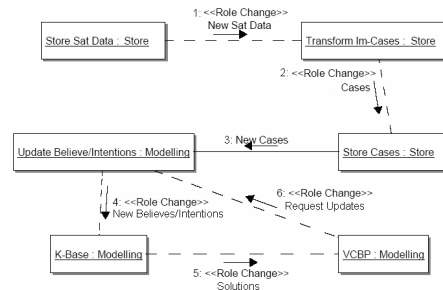 1: <<Role Change>>
New Sat Data
Store Sat Data : Store
Transform Im-Cases : Store
2: <<Role Change>>
Cases
3: New Cases
Update Believe/Intentions : Modelling
Store Cases : Store
4: <<Role Change>>
New Believes/Intentions
6: <<Role Change>>
Request Updates
K-Base : Modelling
VCBP : Modelling
5: <<Role Change>>
Solutions